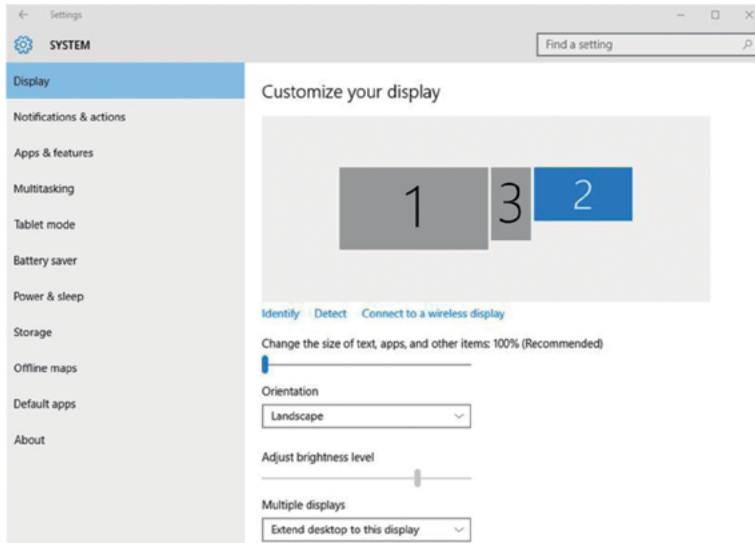 Settings
SYSTEM
Find a setting
Display
Notifications & actions
Apps & features
Multitasking
Tablet mode
Battery saver
Power & sleep
Storage
Offline maps
Default apps
About
Customize your display
1
3
2
Identify Detect Connect to a wireless display
Change the size of text, apps, and other items: 100% (Recommended)
Orientation
Landscape
Adjust brightness level
Multiple displays
Extend desktop to this display